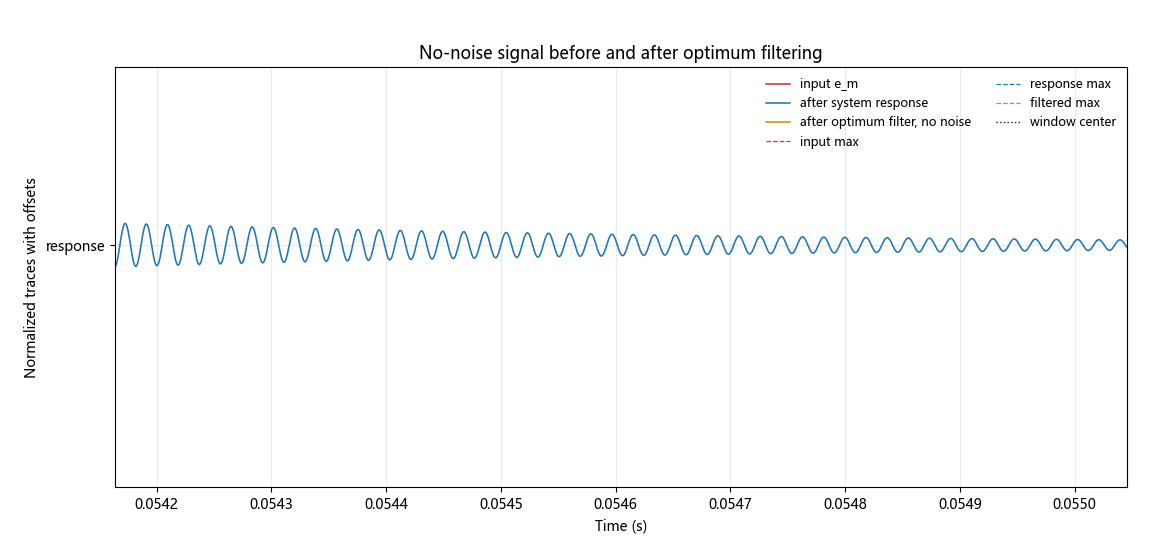 No-noise signal before and after optimum filtering
input e_m
after system response
after optimum filter, no noise
input max
response max
filtered max
window center
Normalized traces with offsets
response
0.0542 0.0543 0.0544 0.0545 0.0546 0.0547 0.0548 0.0549 0.0550
Time (s)